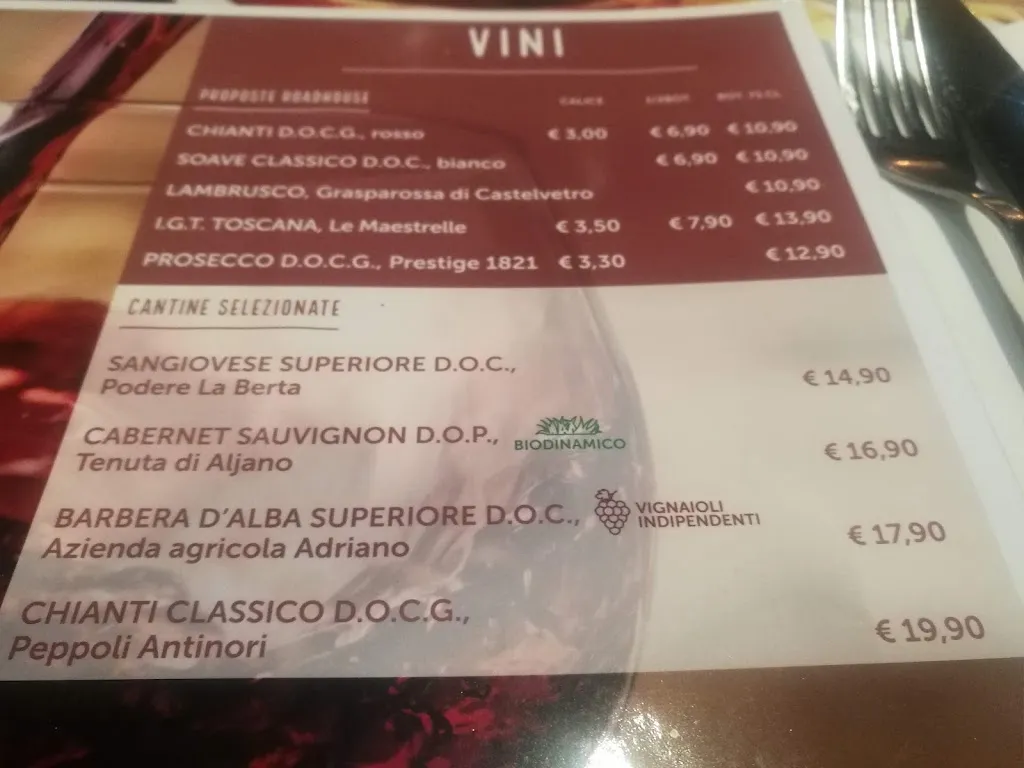 VINI
PROPOSTE ROADHOUSE CALICE BOT. 75 CL.
CHIANTI D.O.C.G., rosso € 3,00 € 6,90 € 10,90
SOAVE CLASSICO D.O.C., bianco € 6,90 € 10,90
LAMBRUSCO, Grasparossa di Castelvetro € 10,90
I.G.T. TOSCANA, Le Maestrelle € 3,50 € 7,90 € 13,90
PROSECCO D.O.C.G., Prestige 1821 € 3,30 € 12,90
CANTINE SELEZIONATE
SANGIOVESE SUPERIORE D.O.C.,
Podere La Berta € 14,90
CABERNET SAUVIGNON D.O.P., BIODINAMICO
Tenuta di Aljano € 16,90
BARBERA D'ALBA SUPERIORE D.O.C., VIGNAIOLI
INDIPENDENTI
Azienda agricola Adriano € 17,90
CHIANTI CLASSICO D.O.C.G.,
Peppoli Antinori € 19,90